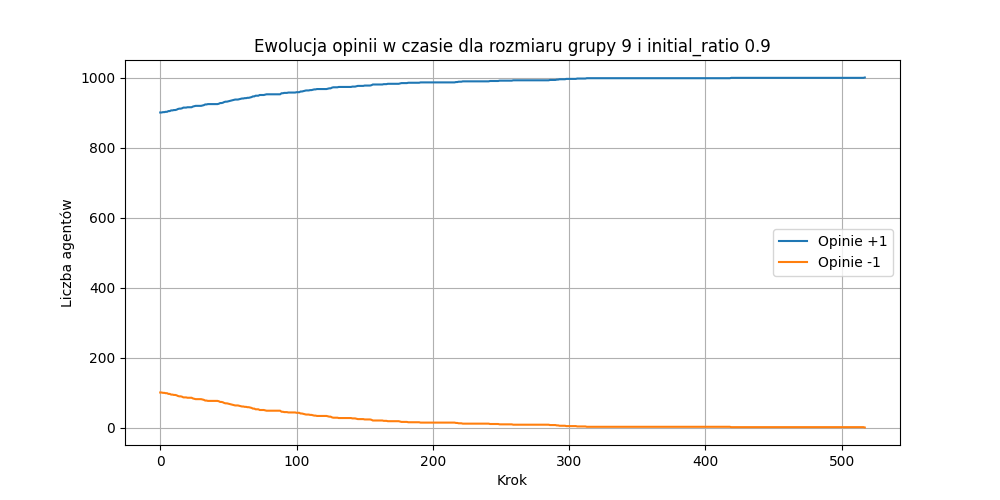 Ewolucja opinii w czasie dla rozmiaru grupy 9 i initial_ratio 0.9
1000
800
600
400
200
0
Liczba agentów
Opinie +1
Opinie -1
0 100 200 300 400 500
Krok